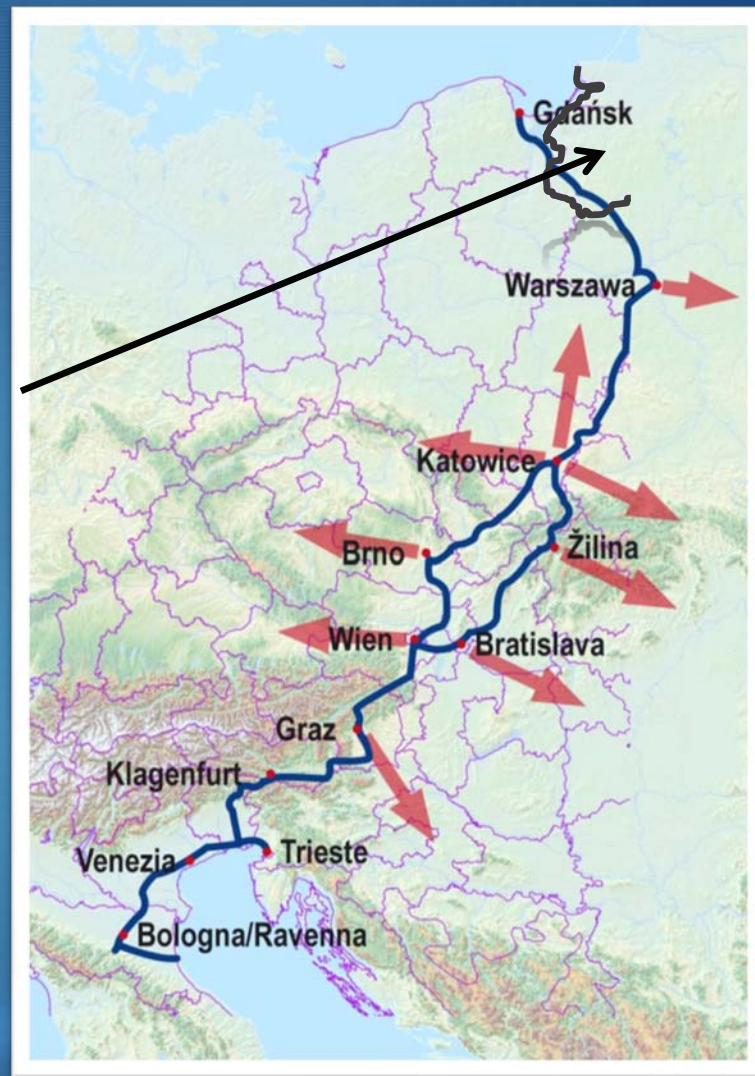 Gdańsk
Warszawa
Katowice
Brno
Žilina
Wien
Bratislava
Graz
Klagenfurt
Venezia
Trieste
Bologna/Ravenna